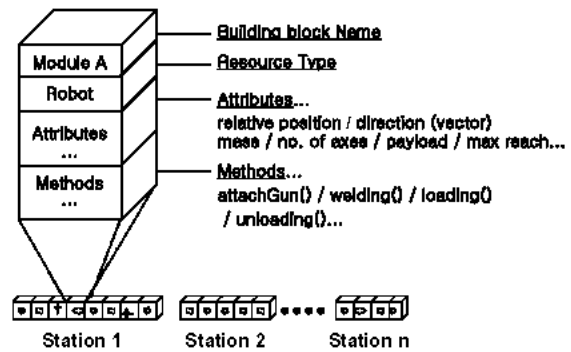 Module A
Robot
Attributes
...
Methods
...
Building block Name
Resource Type
Attributes...
relative position / direction (vector)
mass / no. of axes / payload / max reach...
Methods...
attachGun() / welding() / loading()
/ unloading()...
Station 1
Station 2
Station n